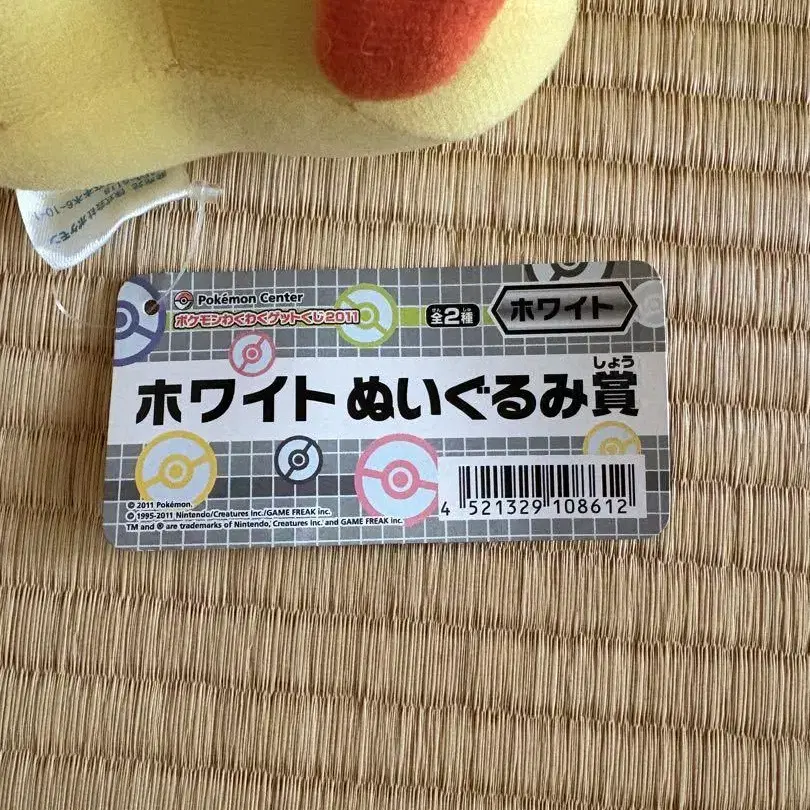 Pokémon Center
ポケモンわくわくゲットくじ2011
全2種
ホワイト
しょう
ホワイト ぬいぐるみ賞
© 2011 Pokémon.
© 1995-2011 Nintendo/Creatures inc./GAME FREAK inc.
TM and ® are trademarks of Nintendo, Creatures inc. and GAME FREAK inc.
4 521329 108612